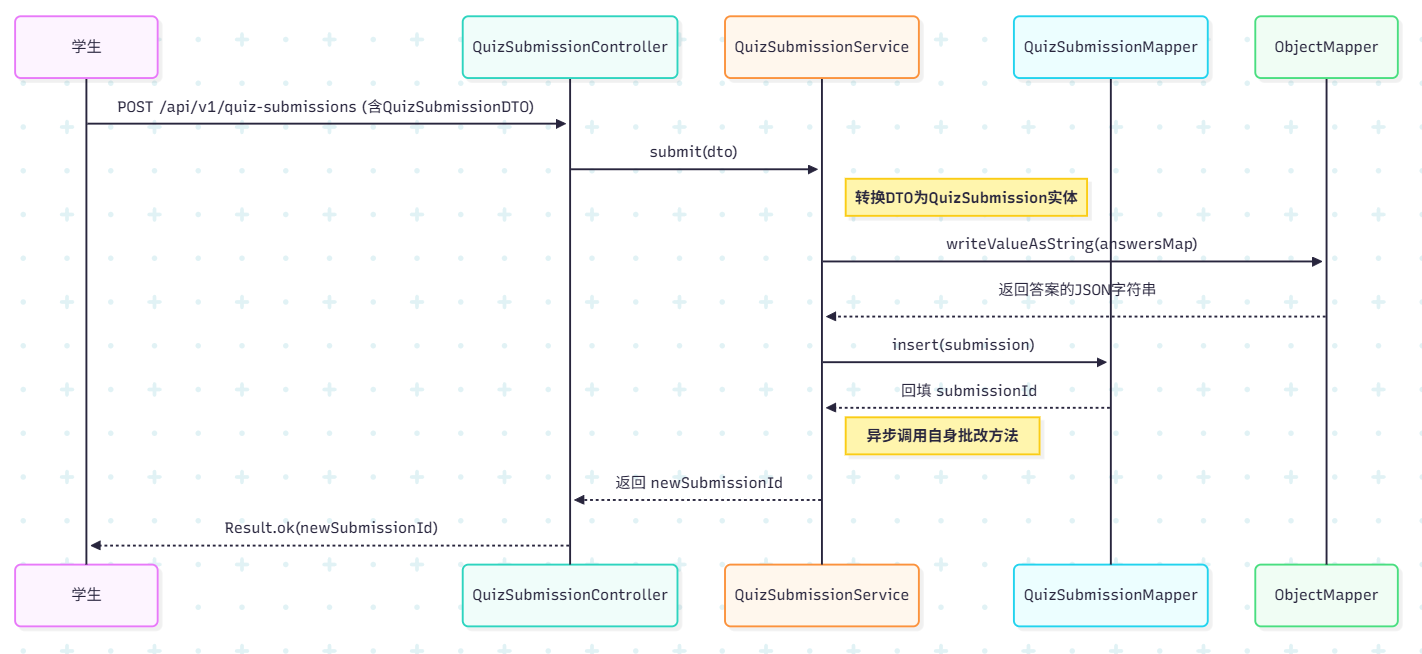 学生
QuizSubmissionController
QuizSubmissionService
QuizSubmissionMapper
ObjectMapper
POST /api/v1/quiz-submissions (含QuizSubmissionDTO)
submit(dto)
转换DTO为QuizSubmission实体
writeValueAsString(answersMap)
返回答案的JSON字符串
insert(submission)
回填 submissionId
异步调用自身批改方法
返回 newSubmissionId
Result.ok(newSubmissionId)
学生
QuizSubmissionController
QuizSubmissionService
QuizSubmissionMapper
ObjectMapper